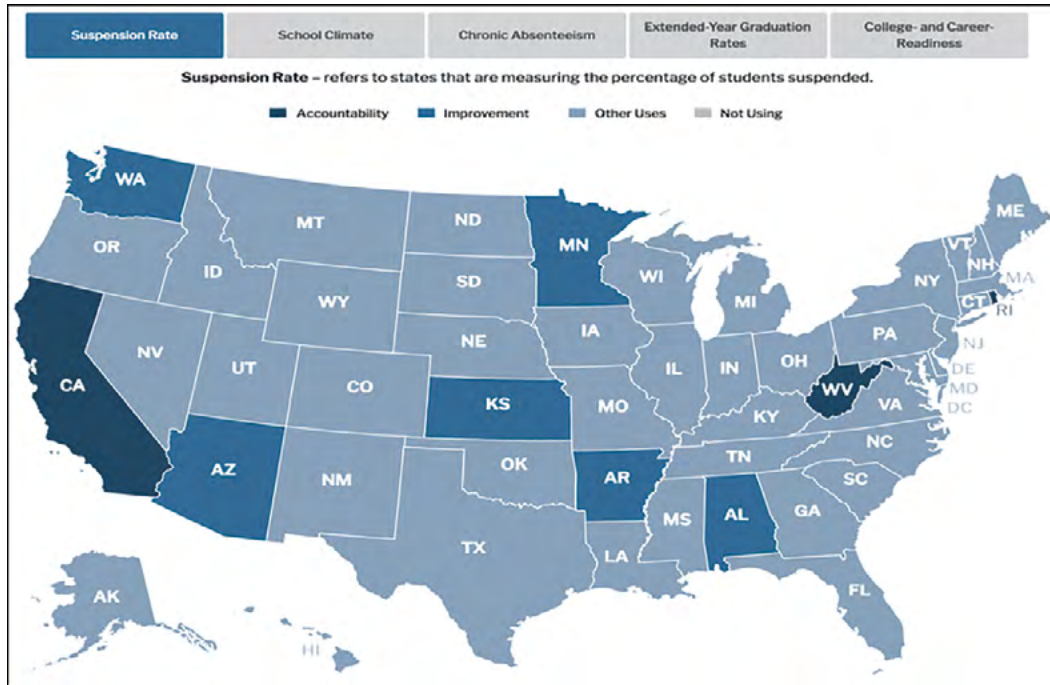 Suspension Rate
School Climate
Chronic Absenteeism
Extended-Year Graduation
Rates
College- and Career-
Readiness
Suspension Rate – refers to states that are measuring the percentage of students suspended.
Accountability Improvement Other Uses Not Using
WA
MT
ND
MN
ME
OR
ID
SD
WI
VT
NH
NY
MA
WY
MI
CT
RI
IA
NE
PA
NV
NJ
UT
IL
IN
OH
DE
CA
CO
WV
MD
KS
MO
VA
DC
KY
NC
AZ
OK
TN
NM
AR
SC
MS
AL
GA
TX
LA
AK
FL
HI